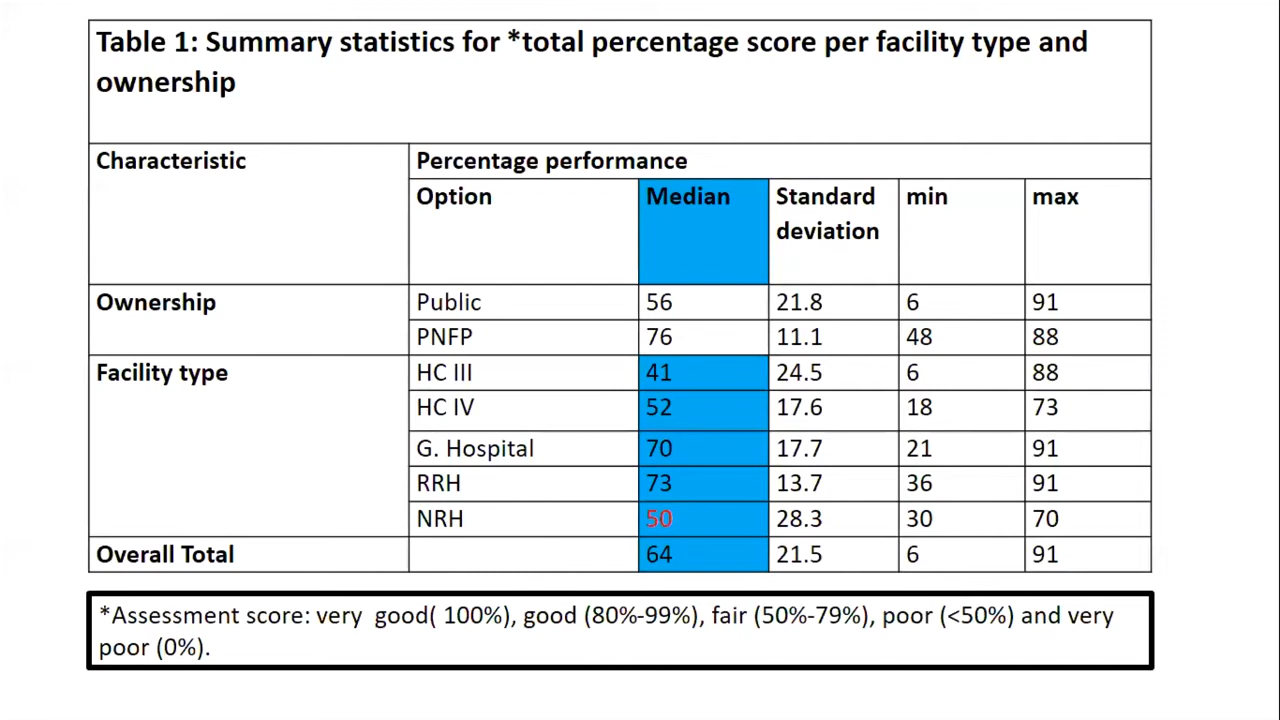 Table 1: Summary statistics for *total percentage score per facility type and
ownership
Characteristic Percentage performance
Option Median Standard deviation min max
Ownership Public 56 21.8 6 91
PNFP 76 11.1 48 88
Facility type HC III 41 24.5 6 88
HC IV 52 17.6 18 73
G. Hospital 70 17.7 21 91
RRH 73 13.7 36 91
NRH 50 28.3 30 70
Overall Total 64 21.5 6 91
*Assessment score: very good( 100%), good (80%-99%), fair (50%-79%), poor (<50%) and very
poor (0%).